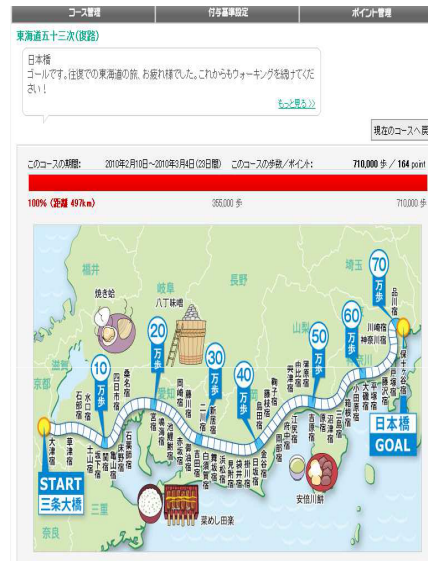 コース管理
付与基準設定
ポイント管理
東海道五十三次(復路)
日本橋
ゴールです。往復での東海道の旅、お疲れ様でした。これからもウォーキングを続けてくだ
さい!
もっと見る>>
現在のコースへ戻
このコースの期間: 2010年2月10日~2010年3月4日(23日間) このコースの歩数/ポイント: 710,000 歩 / 164 point
100% (距離 497km)
355,000 歩
710,000 歩
福井
岐阜
長野
埼玉
山梨
滋賀
京都
愛知
三重
奈良
焼き蛤
八丁味噌
菜めし田楽
安倍川餅
10万歩
20万歩
30万歩
40万歩
50万歩
60万歩
70万歩
START
三条大橋
大津宿
草津宿
石部宿
水口宿
土山宿
坂下宿
関宿
亀山宿
庄野宿
石薬師宿
四日市宿
桑名宿
宮宿
鳴海宿
池鯉鮒宿
岡崎宿
藤川宿
赤坂宿
御油宿
吉田宿
二川宿
白須賀宿
新居宿
舞坂宿
浜松宿
見附宿
袋井宿
掛川宿
日坂宿
金谷宿
島田宿
藤枝宿
岡部宿
鞠子宿
府中宿
江尻宿
興津宿
由比宿
蒲原宿
吉原宿
原宿
沼津宿
三島宿
箱根宿
小田原宿
大磯宿
平塚宿
藤沢宿
戸塚宿
保土ヶ谷宿
神奈川宿
川崎宿
品川宿
日本橋
GOAL